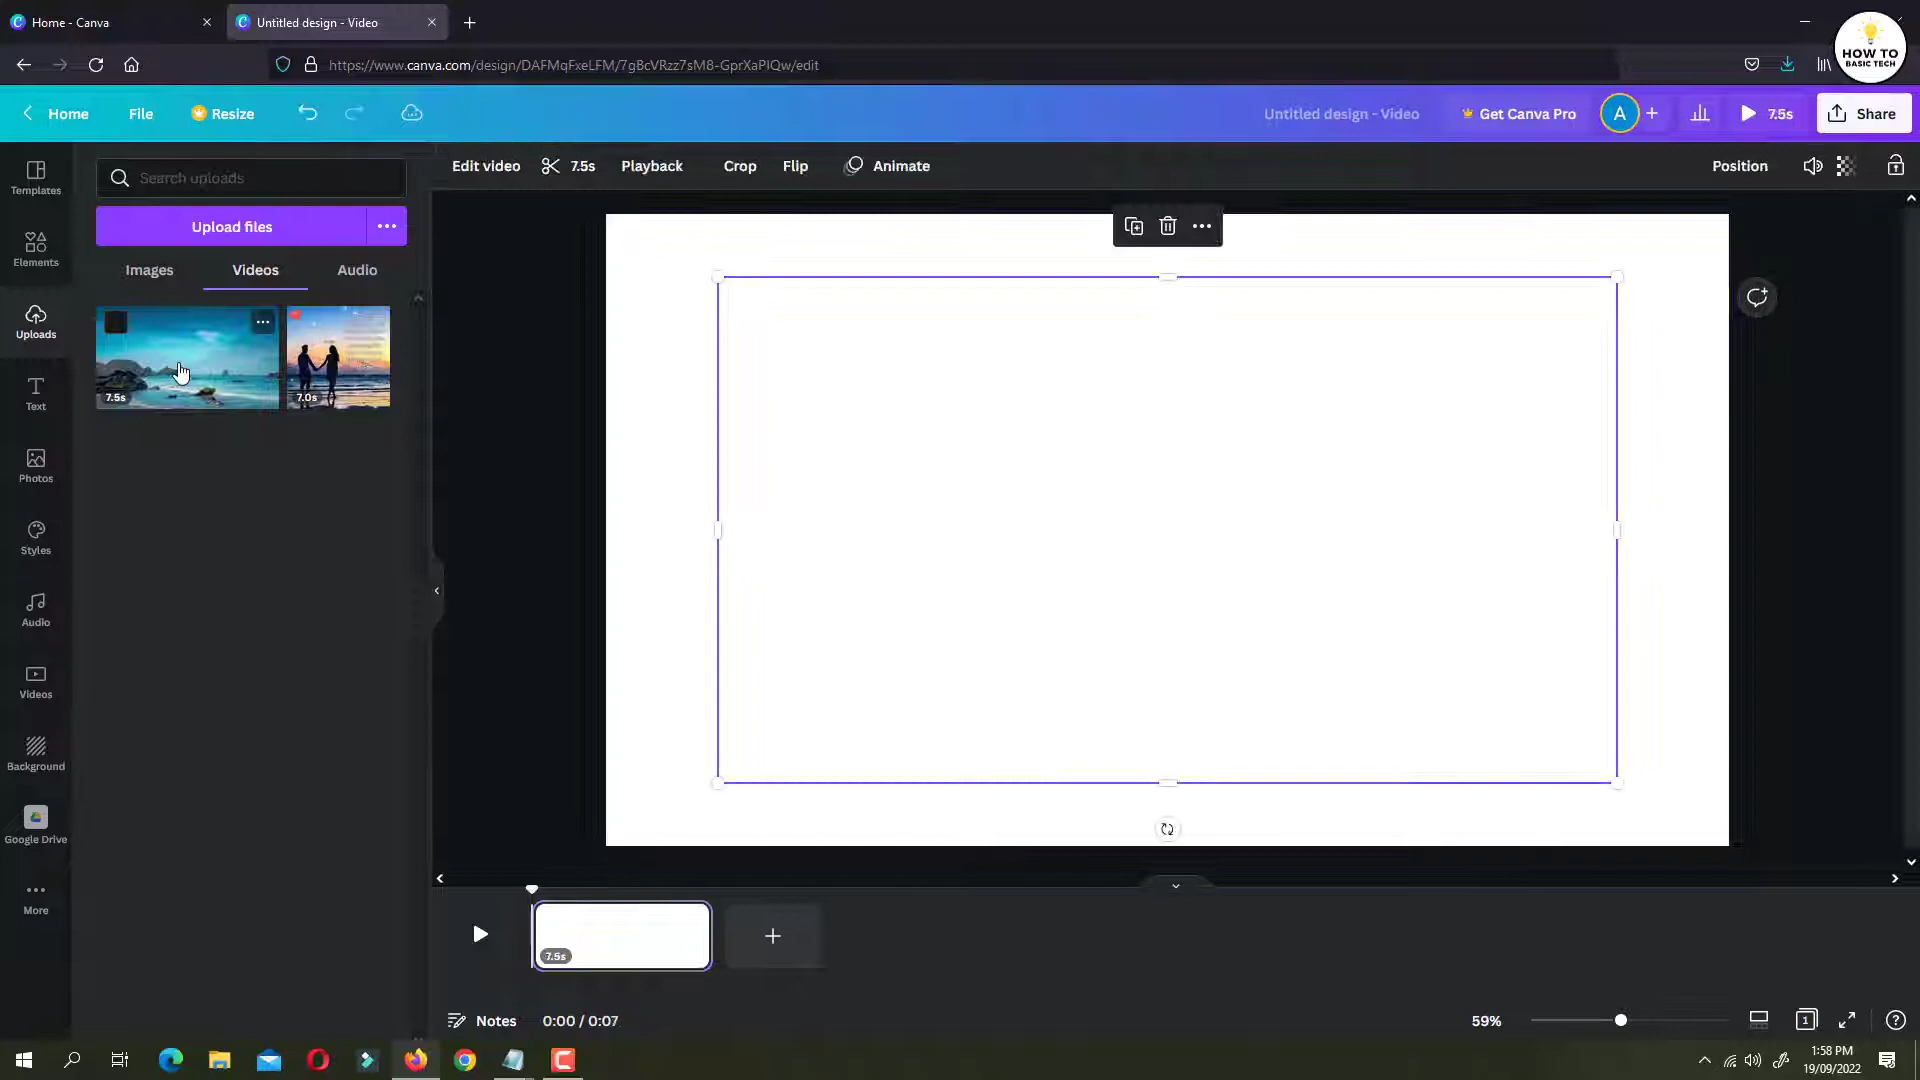 Home - Canva
Untitled design - Video
https://www.canva.com/design/DAFMqFxeLFM/7gBcVRzz7sM8-GprXaPIQw/edit
HOW TO
BASIC TECH
Home
File
Resize
Untitled design - Video
Get Canva Pro
A
7.5s
Share
Templates
Elements
Uploads
Text
Photos
Styles
Audio
Videos
Background
Google Drive
More
Search uploads
Upload files
Images
Videos
Audio
7.5s
7.0s
Edit video
7.5s
Playback
Crop
Flip
Animate
Position
7.5s
Notes
0:00 / 0:07
59%
1
1:58 PM
19/09/2022